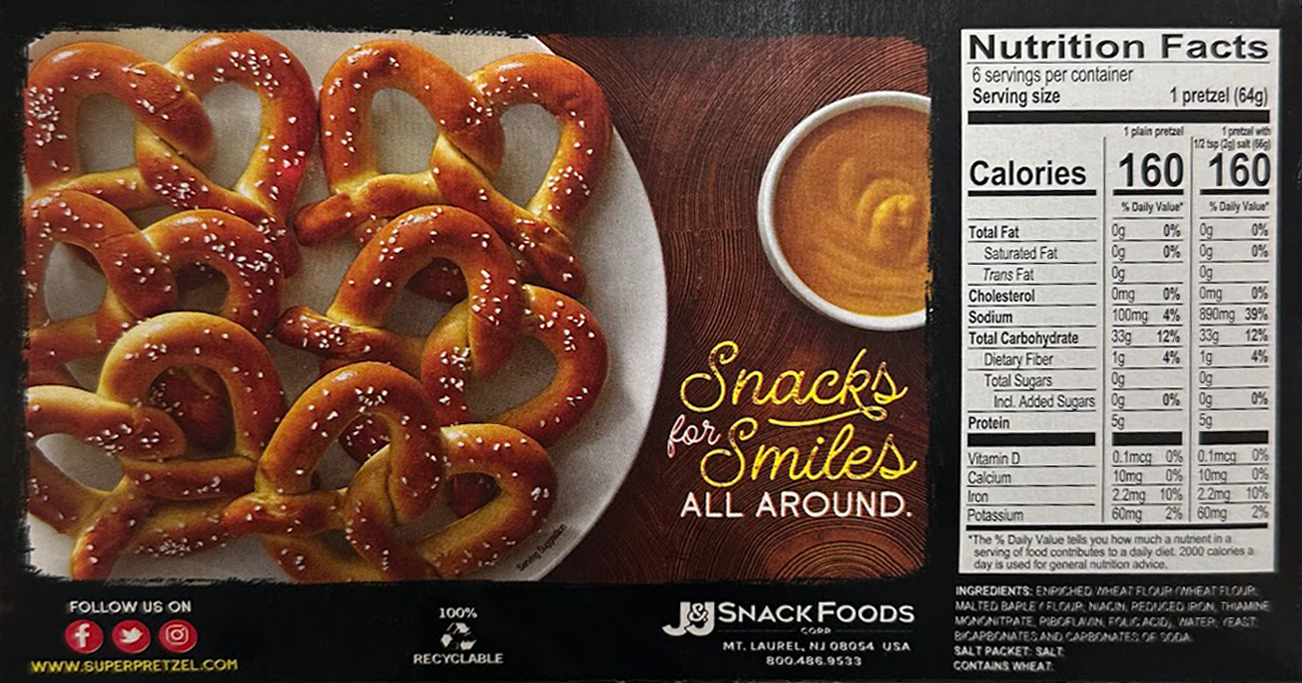 Snacks
for Smiles
ALL AROUND.
Serving Suggestion
FOLLOW US ON
WWW.SUPERPRETZEL.COM
100%
RECYCLABLE
J&J SNACK FOODS
CORP
MT. LAUREL, NJ 08054 USA
800.486.9533
Nutrition Facts
6 servings per container
Serving size 1 pretzel (64g)
1 plain pretzel 1 pretzel with
1/2 tsp (2g) salt (66g)
Calories 160 160
% Daily Value* % Daily Value*
Total Fat 0g 0% 0g 0%
Saturated Fat 0g 0% 0g 0%
Trans Fat 0g 0g
Cholesterol 0mg 0% 0mg 0%
Sodium 100mg 4% 890mg 39%
Total Carbohydrate 33g 12% 33g 12%
Dietary Fiber 1g 4% 1g 4%
Total Sugars 0g 0g
Incl. Added Sugars 0g 0% 0g 0%
Protein 5g 5g
Vitamin D 0.1mcg 0% 0.1mcg 0%
Calcium 10mg 0% 10mg 0%
Iron 2.2mg 10% 2.2mg 10%
Potassium 60mg 2% 60mg 2%
*The % Daily Value tells you how much a nutrient in a
serving of food contributes to a daily diet. 2000 calories a
day is used for general nutrition advice.
INGREDIENTS: ENRICHED WHEAT FLOUR (WHEAT FLOUR,
MALTED BARLEY FLOUR, NIACIN, REDUCED IRON, THIAMINE
MONONITRATE, RIBOFLAVIN, FOLIC ACID), WATER, YEAST,
BICARBONATES AND CARBONATES OF SODA.
SALT PACKET: SALT.
CONTAINS WHEAT.